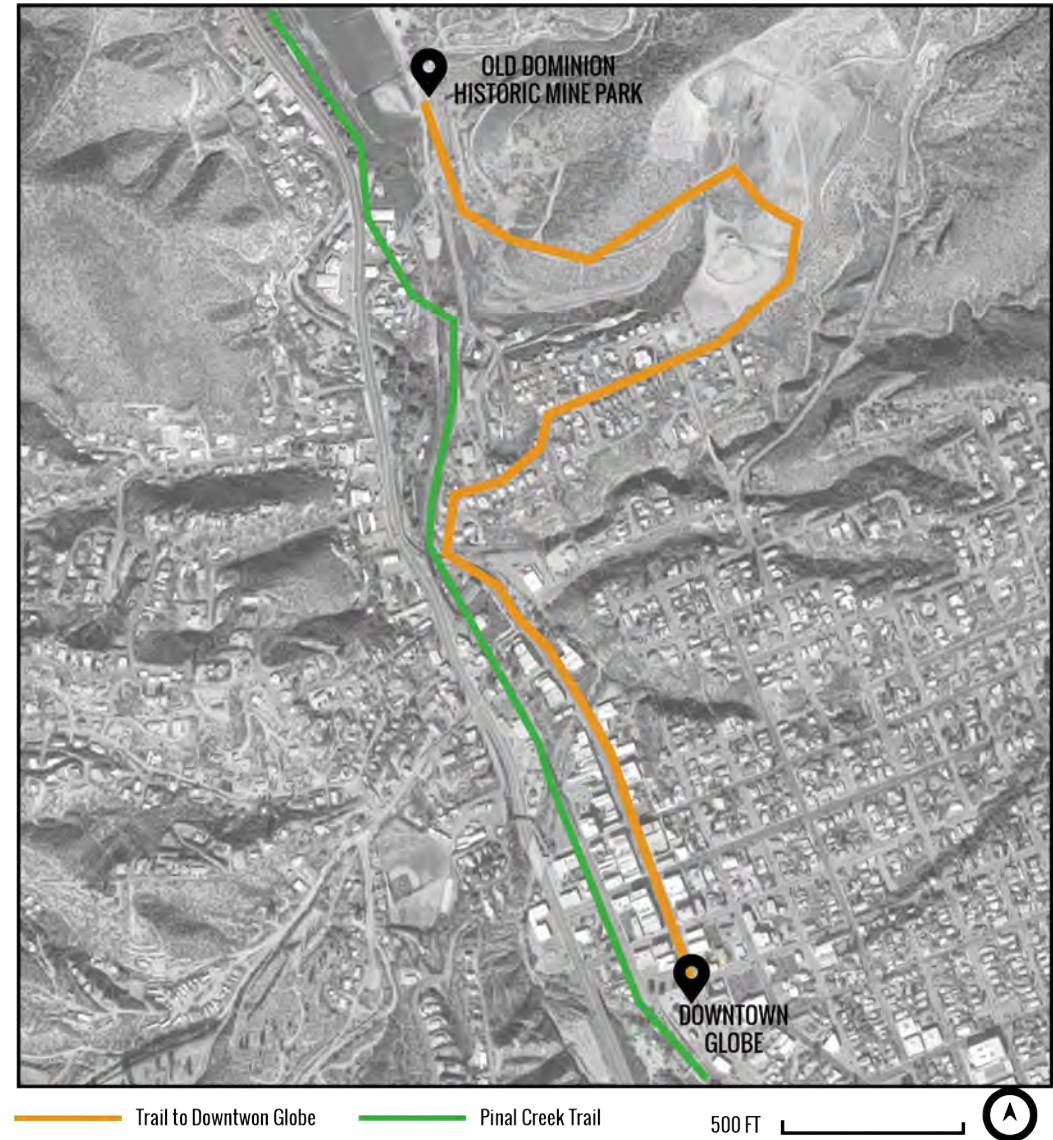 OLD DOMINION
HISTORIC MINE PARK
DOWNTOWN
GLOBE
Trail to Downtwon Globe
Pinal Creek Trail
500 FT